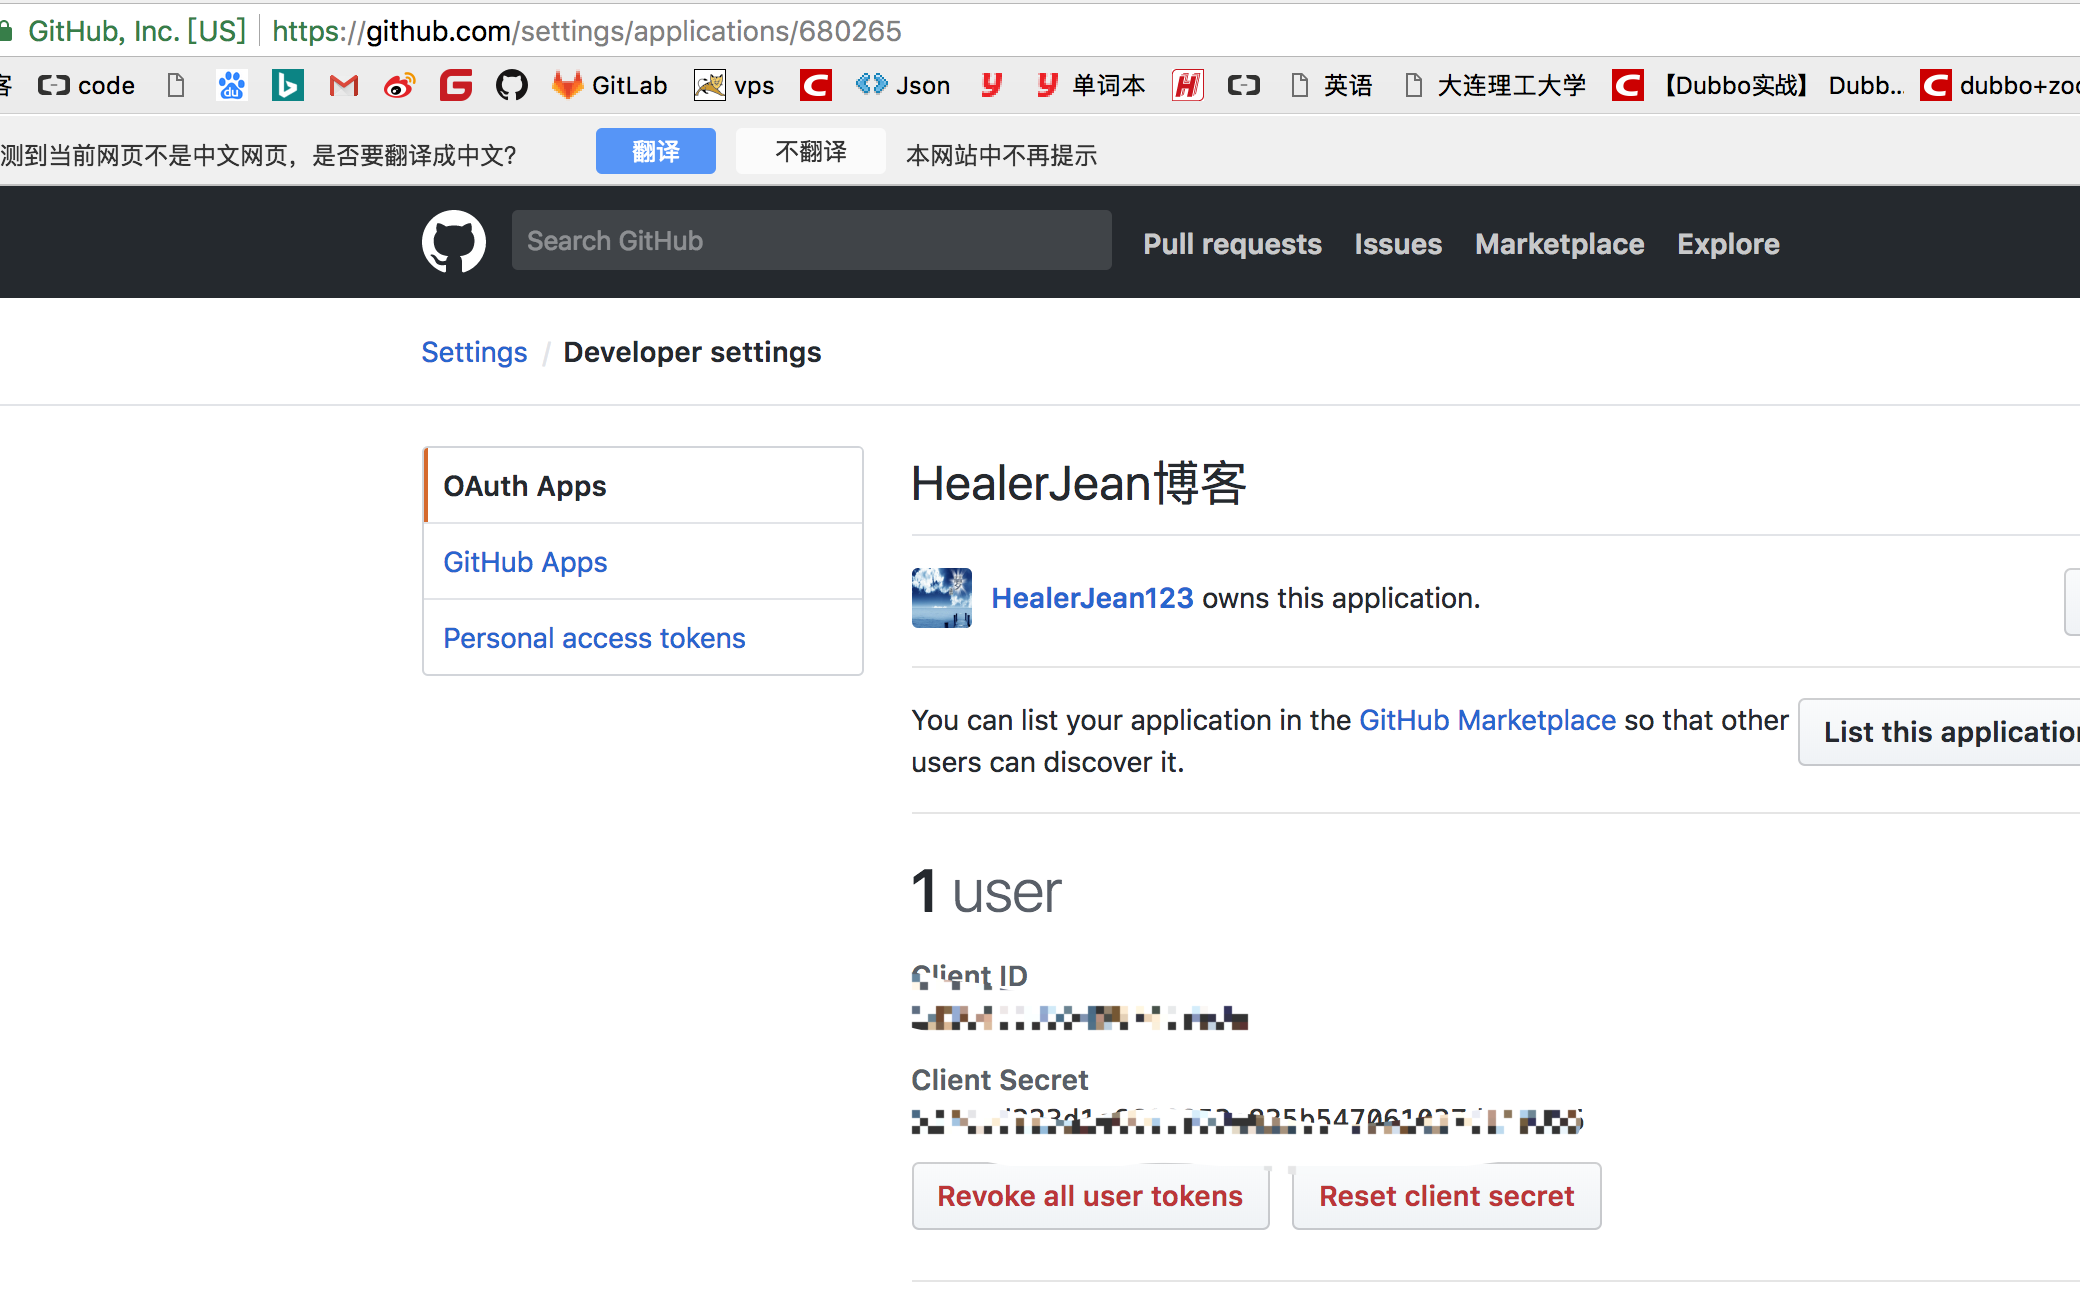 GitHub, Inc. [US] https://github.com/settings/applications/680265
客 code du b GitLab vps C Json y y 单词本 H 英语 大连理工大学 C 【Dubbo实战】 Dubb... C dubbo+zoo
测到当前网页不是中文网页，是否要翻译成中文? 翻译 不翻译 本网站中不再提示
Search GitHub Pull requests Issues Marketplace Explore
Settings / Developer settings
OAuth Apps
GitHub Apps
Personal access tokens
HealerJean博客
HealerJean123 owns this application.
You can list your application in the GitHub Marketplace so that other
users can discover it.
List this application
1 user
Client ID
Client Secret
Revoke all user tokens Reset client secret